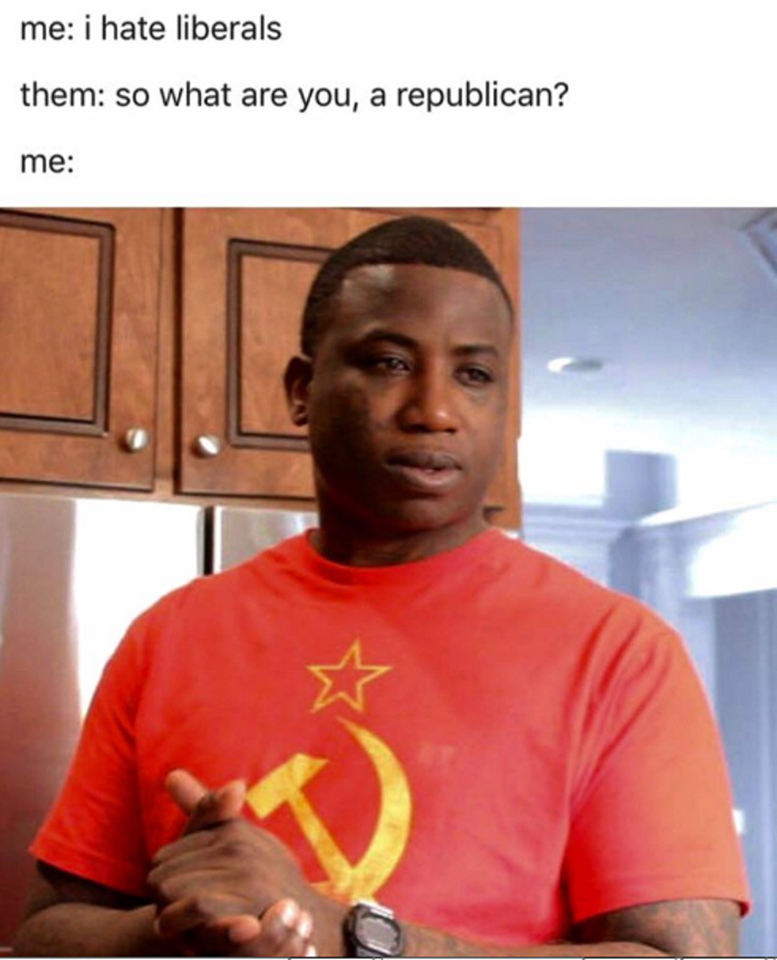 me: i hate liberals
them: so what are you, a republican?
me: